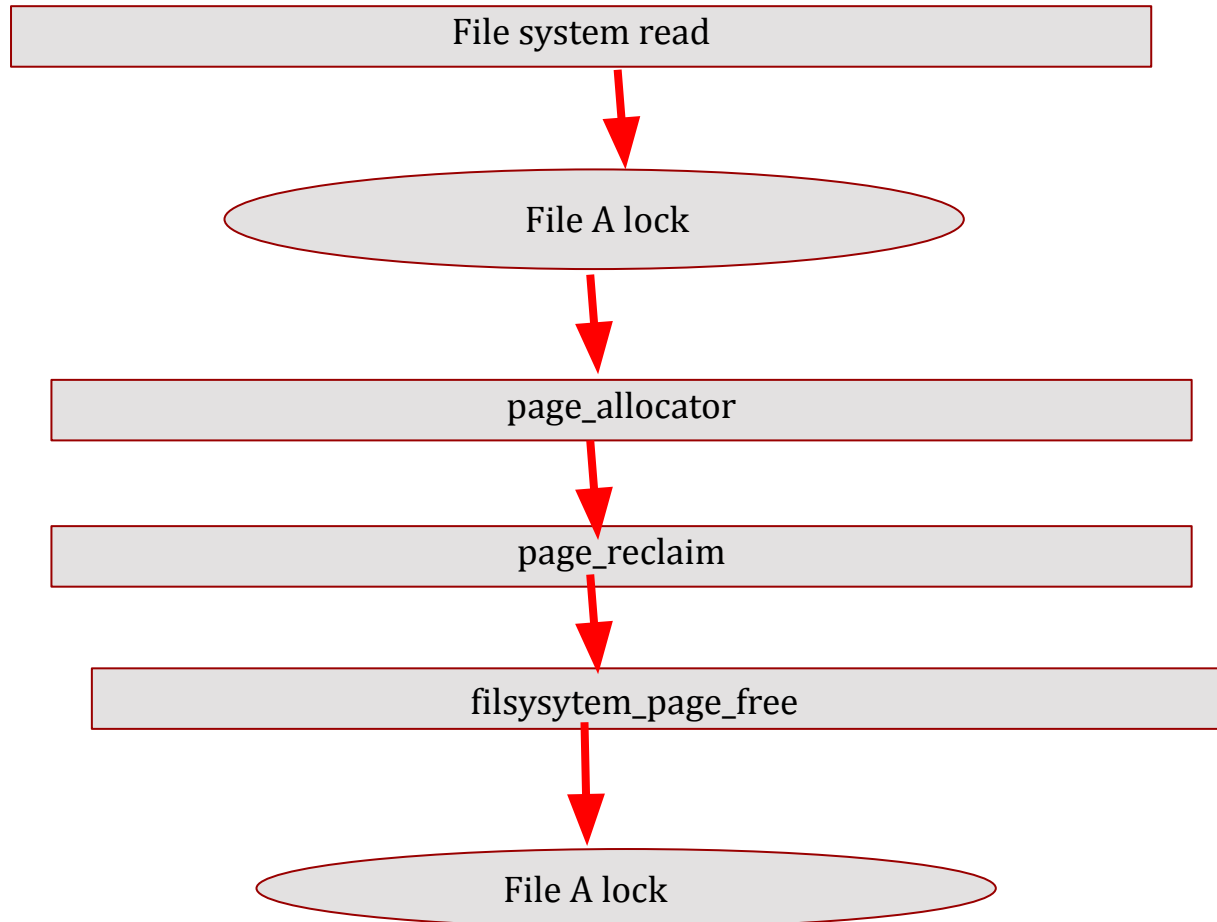 File system read
File A lock
page_allocator
page_reclaim
filsysytem_page_free
File A lock